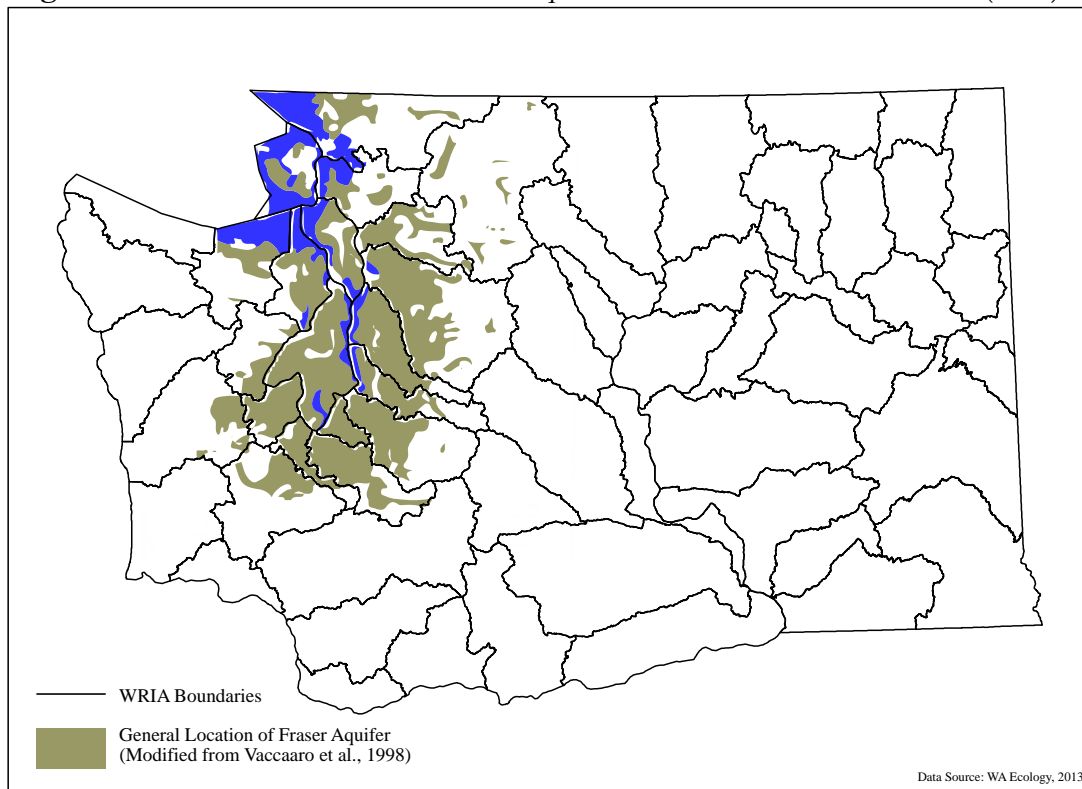 WRIA Boundaries
General Location of Fraser Aquifer
(Modified from Vaccaaro et al., 1998)
Data Source: WA Ecology, 2013